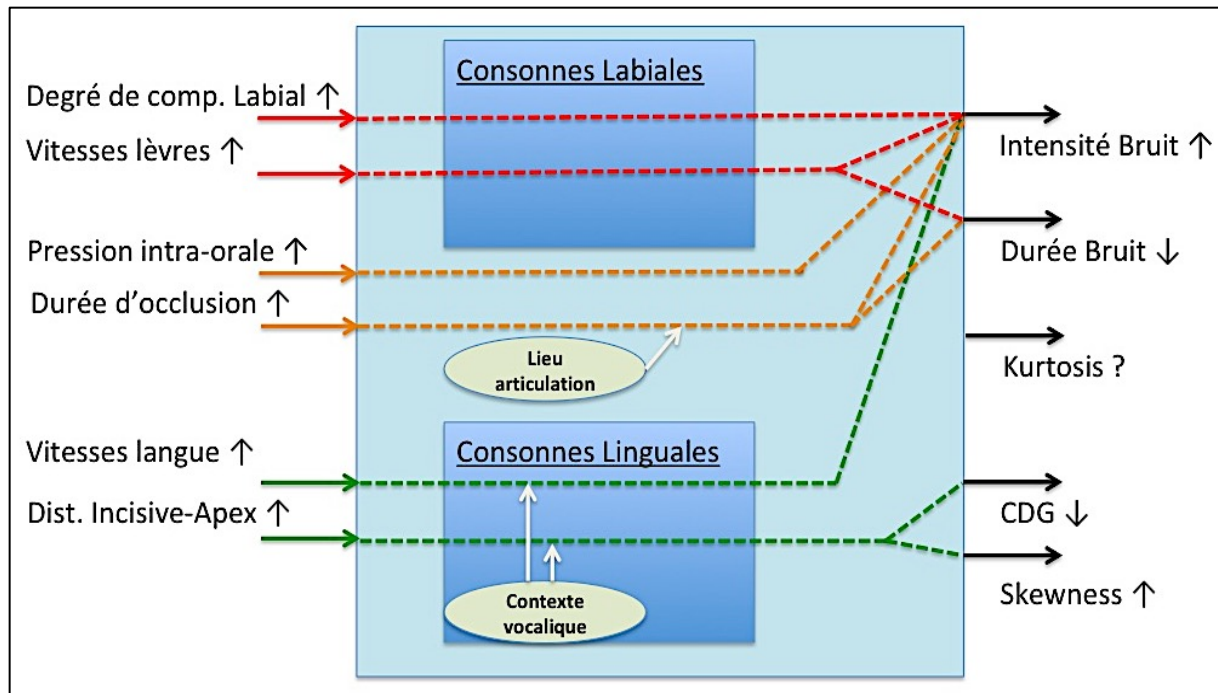 Consonnes Labiales
Degré de comp. Labial ↑
Vitesses lèvres ↑
Intensité Bruit ↑
Pression intra-orale ↑
Durée Bruit ↓
Durée d’occlusion ↑
Lieu
articulation
Kurtosis ?
Vitesses langue ↑
Consonnes Linguales
Dist. Incisive-Apex ↑
CDG ↓
Contexte
vocalique
Skewness ↑